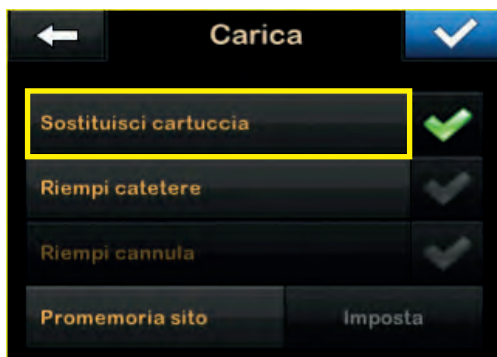 Carica
Sostituisci cartuccia
Riempi catetere
Riempi cannula
Promemoria sito Imposta